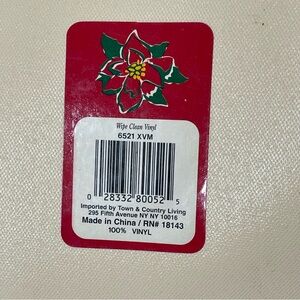 Wipe Clean Vinyl
6521 XVM
0 28332 80052 5
Imported by Town & Country Living
295 Fifth Avenue NY NY 10016
Made in China / RN# 18143
100% VINYL